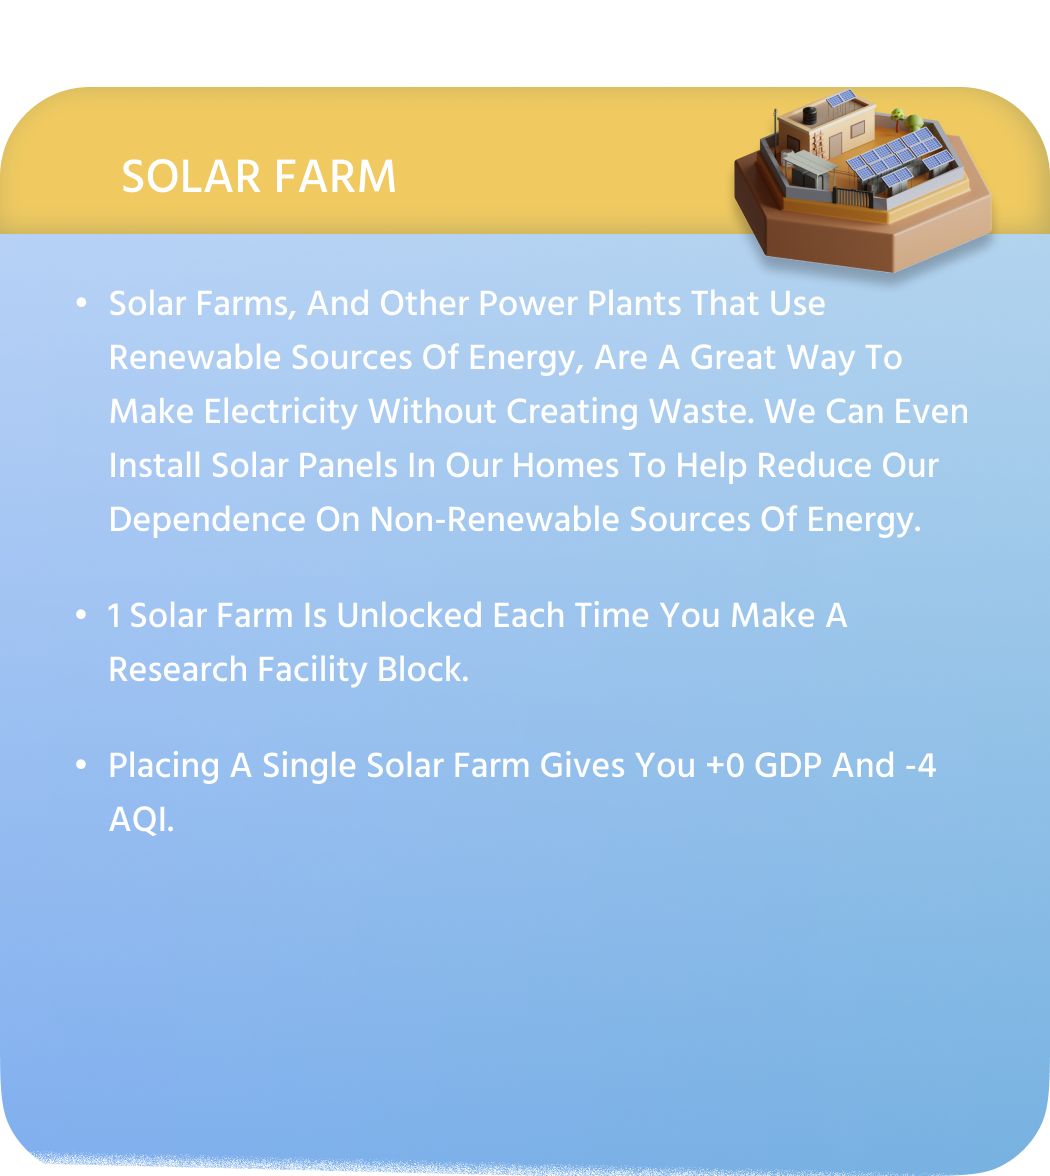 SOLAR FARM
• Solar Farms, And Other Power Plants That Use
Renewable Sources Of Energy, Are A Great Way To
Make Electricity Without Creating Waste. We Can Even
Install Solar Panels In Our Homes To Help Reduce Our
Dependence On Non-Renewable Sources Of Energy.
• 1 Solar Farm Is Unlocked Each Time You Make A
Research Facility Block.
• Placing A Single Solar Farm Gives You +0 GDP And -4
AQI.